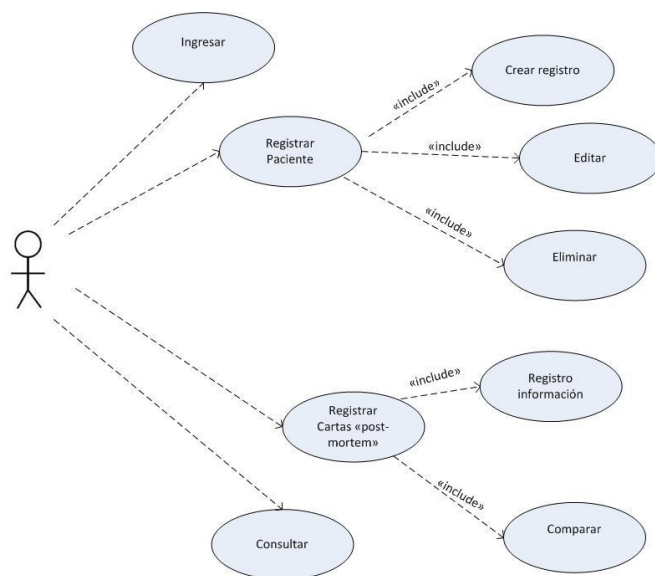 Ingresar
Crear registro
«include»
Registrar
Paciente
«include»
Editar
«include»
Eliminar
Registro
información
«include»
Registrar
Cartas «post-
mortem»
«include»
Comparar
Consultar